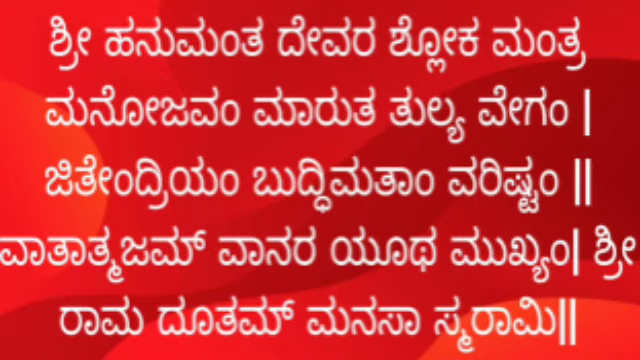 ಶ್ರೀ ಹನುಮಂತ ದೇವರ ಶ್ಲೋಕ ಮಂತ್ರ
ಮನೋಜವಂ ಮಾರುತ ತುಲ್ಯ ವೇಗಂ |
ಜಿತೇಂದ್ರಿಯಂ ಬುದ್ಧಿಮತಾಂ ವರಿಷ್ಟಂ ||
ವಾತಾತ್ಮಜಮ್ ವಾನರ ಯೂಥ ಮುಖ್ಯಂ| ಶ್ರೀ
ರಾಮ ದೂತಮ್ ಮನಸಾ ಸ್ಮರಾಮಿ||